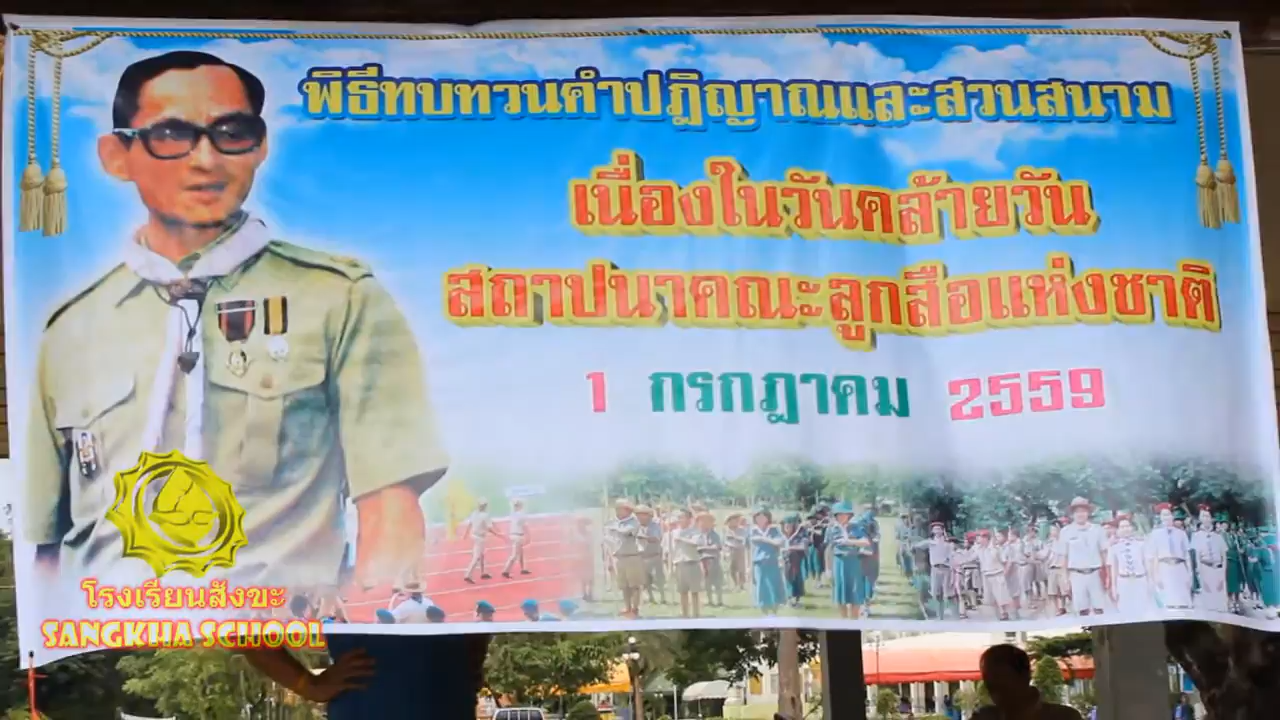 พิธีทบทวนคำปฏิญาณและสวนสนาม
เนื่องในวันคล้ายวัน
สถาปนาคณะลูกเสือแห่งชาติ
1 กรกฎาคม 2559
โรงเรียนสังขะ
SANGKHA SCHOOL